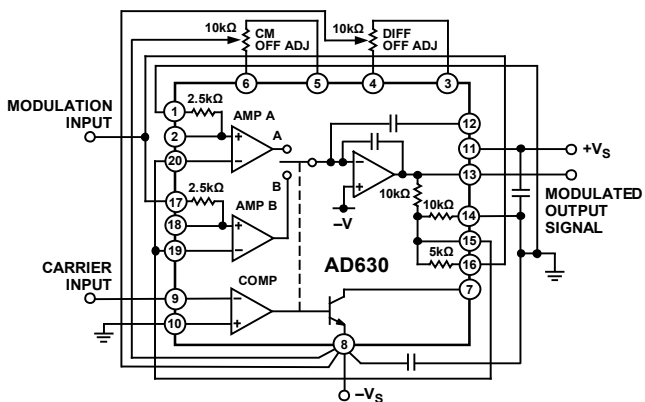 10kΩ
CM
OFF ADJ
10kΩ
DIFF
OFF ADJ
6
5
4
3
2.5kΩ
1
AMP A
12
MODULATION
INPUT
2
+
A
11
+VS
20
–
B
–
13
MODULATED
OUTPUT
SIGNAL
17
2.5kΩ
+
10kΩ
10kΩ
14
18
+
AMP B
–V
19
–
15
5kΩ
16
CARRIER
INPUT
COMP
AD630
7
9
–
10
+
8
–VS